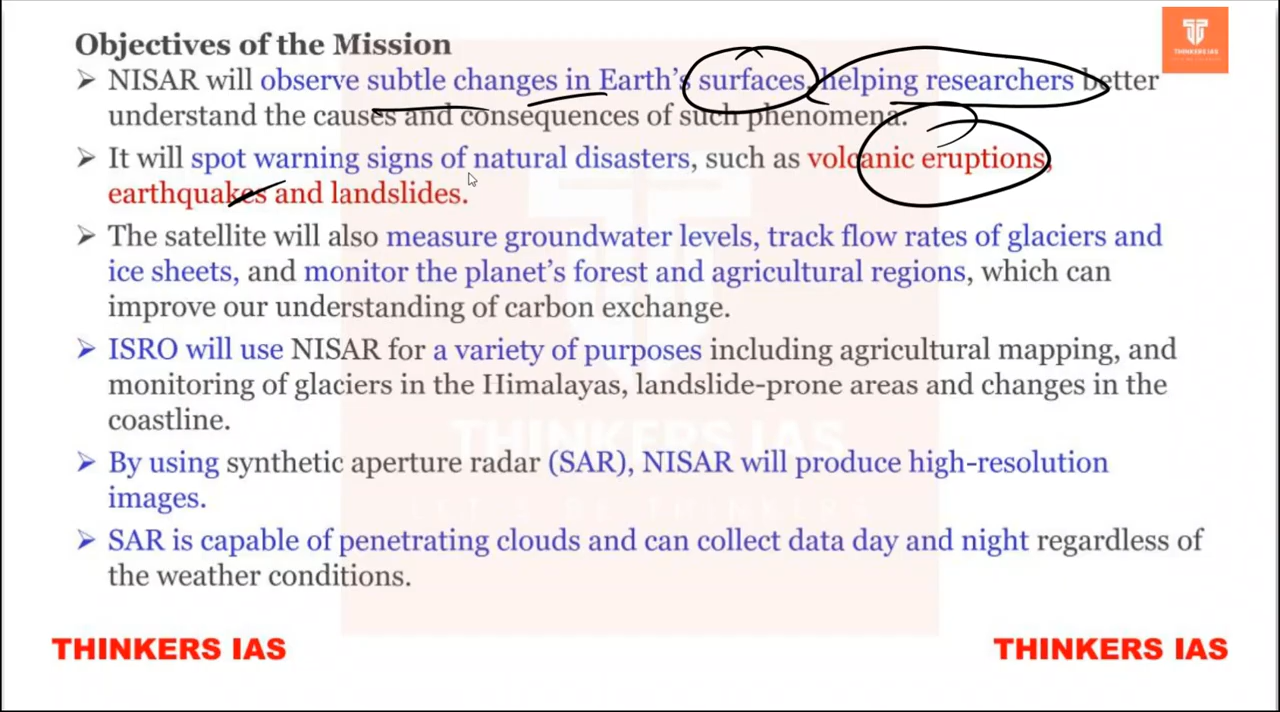 THINKERS IAS
Objectives of the Mission
➤ NISAR will observe subtle changes in Earth's surfaces, helping researchers better
understand the causes and consequences of such phenomena.
➤ It will spot warning signs of natural disasters, such as volcanic eruptions,
earthquakes and landslides.
➤ The satellite will also measure groundwater levels, track flow rates of glaciers and
ice sheets, and monitor the planet's forest and agricultural regions, which can
improve our understanding of carbon exchange.
➤ ISRO will use NISAR for a variety of purposes including agricultural mapping, and
monitoring of glaciers in the Himalayas, landslide-prone areas and changes in the
coastline.
THINKERS IAS
➤ By using synthetic aperture radar (SAR), NISAR will produce high-resolution
images.
➤ SAR is capable of penetrating clouds and can collect data day and night regardless of
the weather conditions.
THINKERS IAS
THINKERS IAS